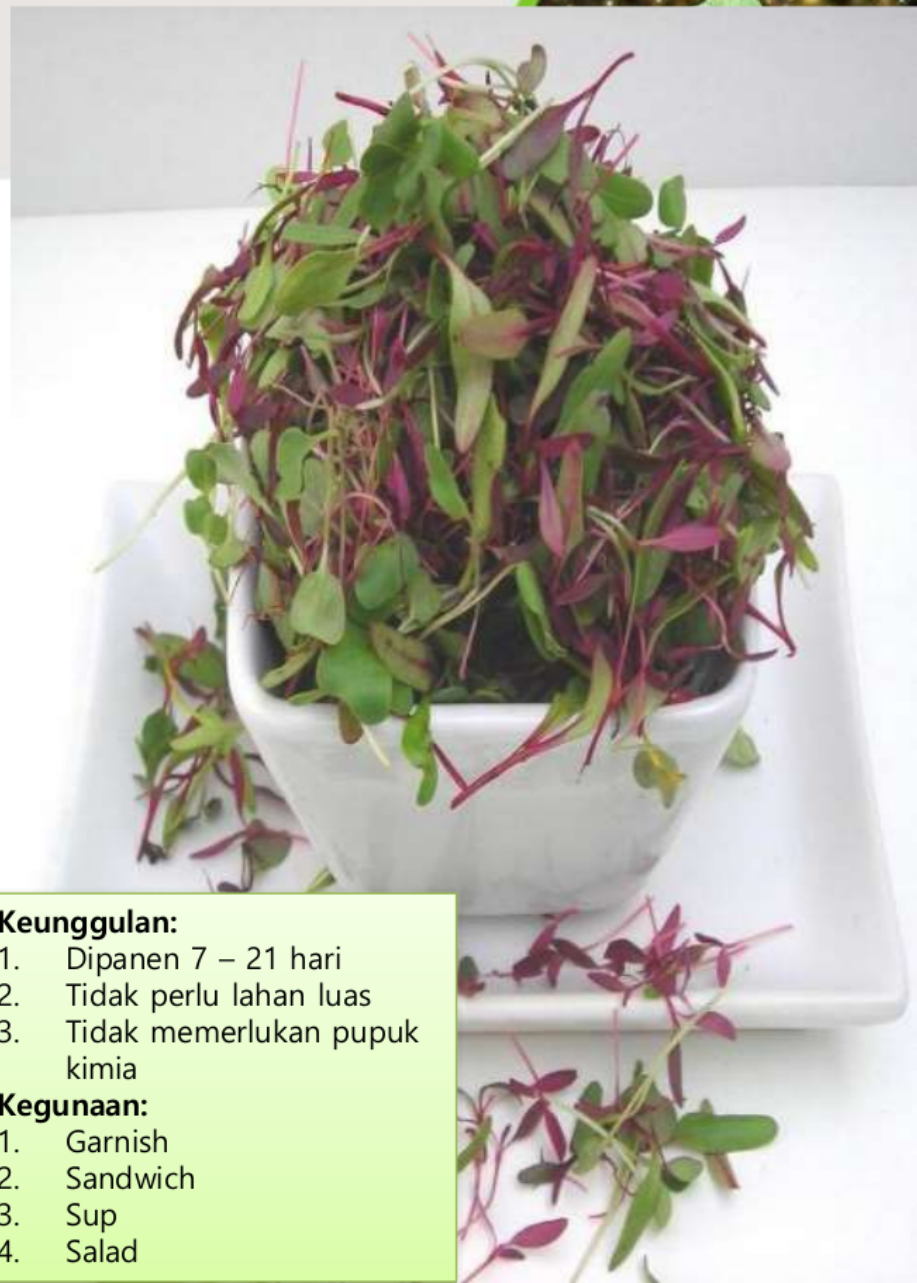 Keunggulan:
1. Dipanen 7 – 21 hari
2. Tidak perlu lahan luas
3. Tidak memerlukan pupuk
kimia
Kegunaan:
1. Garnish
2. Sandwich
3. Sup
4. Salad